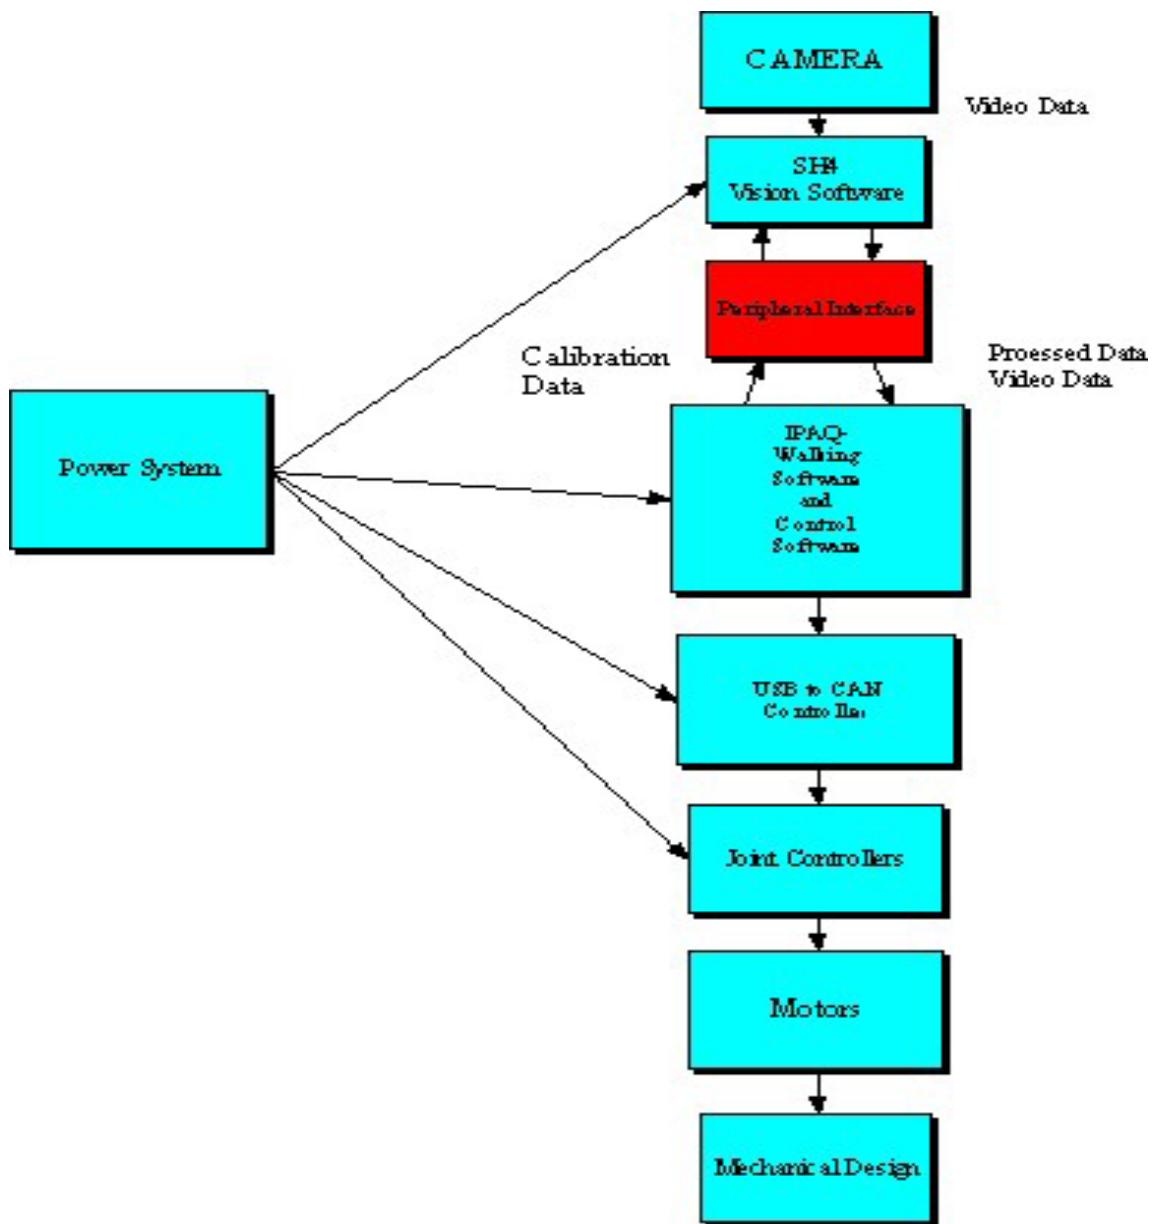 CAMERA
Video Data
SH4
Vision Software
Peripheral Interface
Calibration
Data
Proessed Data
Video Data
Power System
IPAQ-
Walking
Software
and
Control
Software
USB to CAN
Controller
Joint Controllers
Motors
Mechanical Design